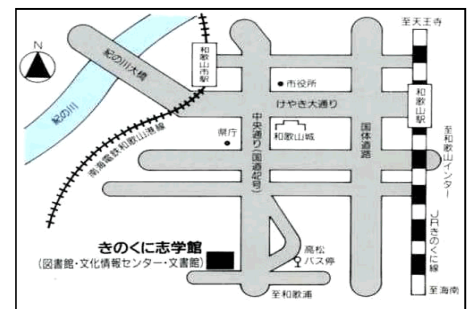 至天王寺
N
和歌山市駅
紀の川大橋
紀の川
南海電鉄和歌山港線
市役所
けやき大通り
県庁
和歌山城
中央通り(国道42号)
国体道路
和歌山駅
至和歌山インター
JRきのくに線
きのくに志学館
(図書館・文化情報センター・文書館)
高松
バス停
至和歌浦
至海南